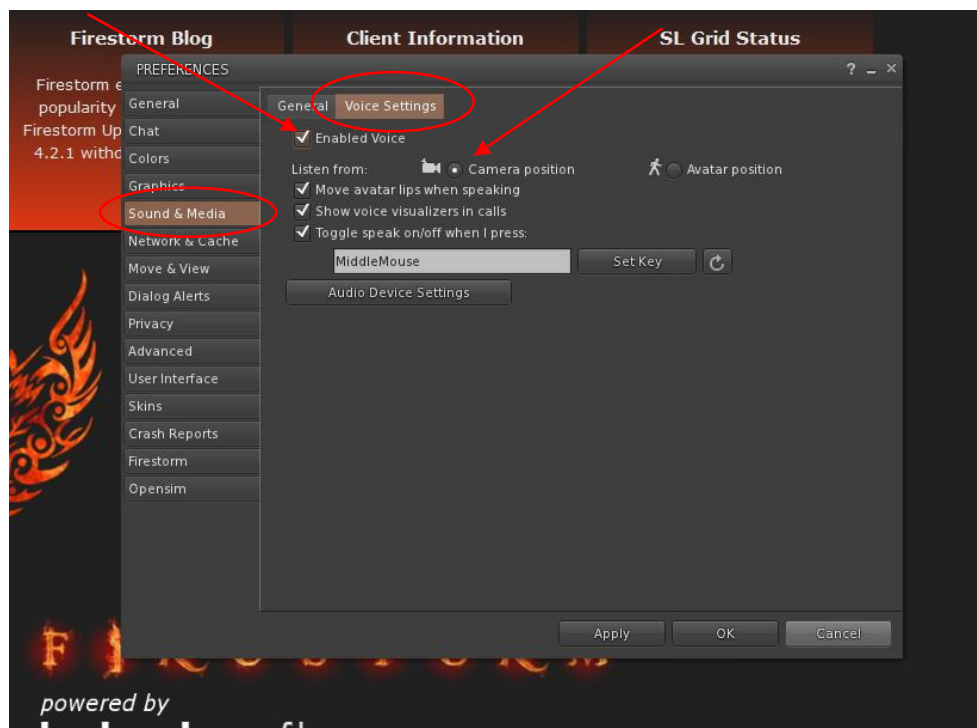 Firestorm Blog
Client Information
SL Grid Status
Firestorm e
popularity
Firestorm Up
4.2.1 withd
PREFERENCES
? _ ×
General
Chat
Colors
Graphics
Sound & Media
Network & Cache
Move & View
Dialog Alerts
Privacy
Advanced
User Interface
Skins
Crash Reports
Firestorm
Opensim
General Voice Settings
Enabled Voice
Listen from: Camera position Avatar position
Move avatar lips when speaking
Show voice visualizers in calls
Toggle speak on/off when I press:
MiddleMouse Set Key
Audio Device Settings
Apply OK Cancel
FIRESTORM
powered by